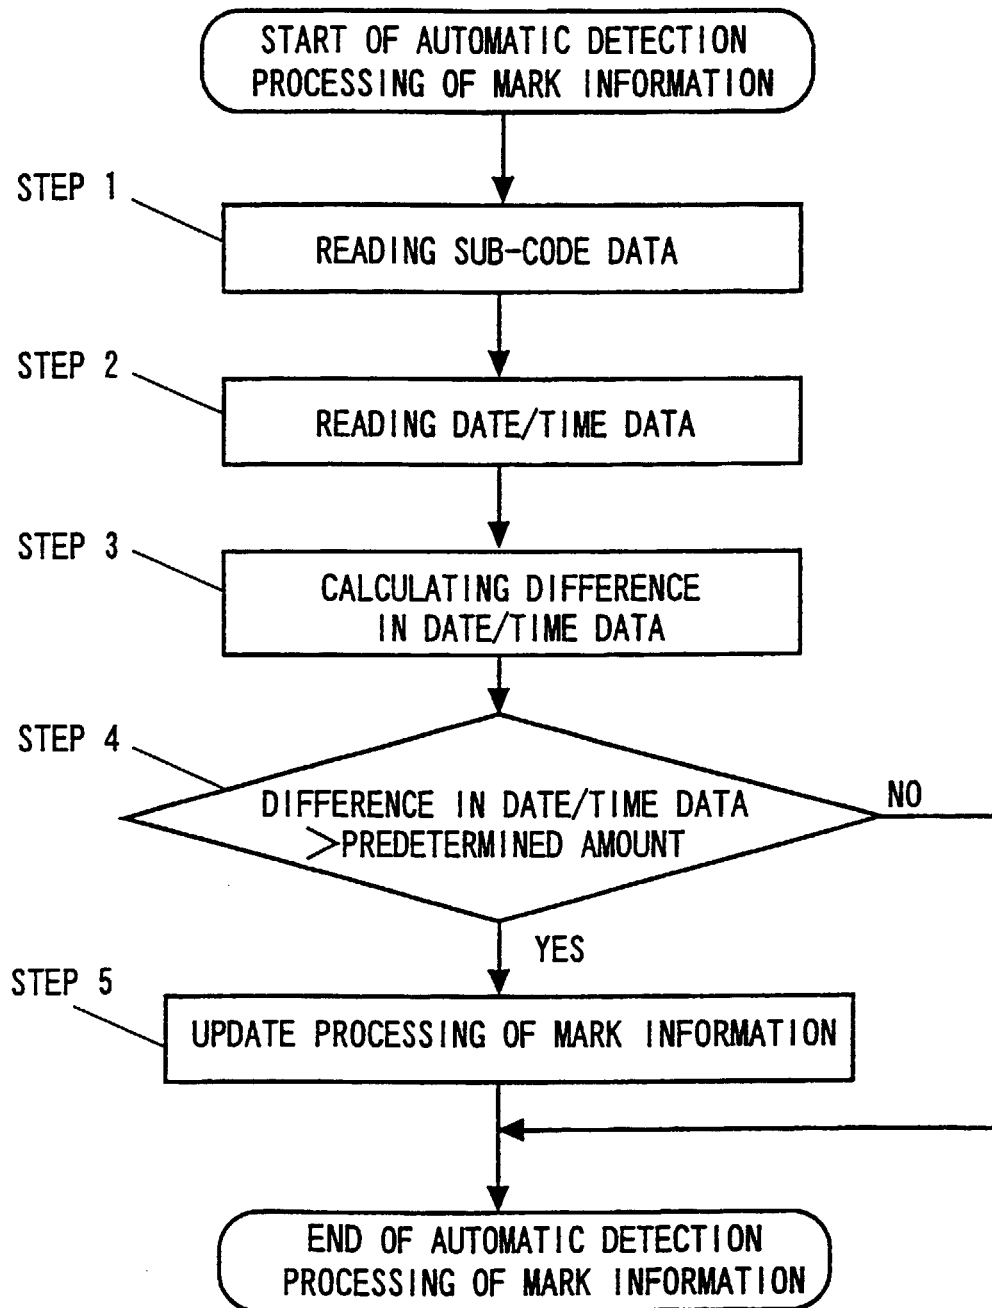 START OF AUTOMATIC DETECTION
PROCESSING OF MARK INFORMATION
STEP 1
READING SUB-CODE DATA
STEP 2
READING DATE/TIME DATA
STEP 3
CALCULATING DIFFERENCE
IN DATE/TIME DATA
STEP 4
DIFFERENCE IN DATE/TIME DATA
>PREDETERMINED AMOUNT
NO
YES
STEP 5
UPDATE PROCESSING OF MARK INFORMATION
END OF AUTOMATIC DETECTION
PROCESSING OF MARK INFORMATION